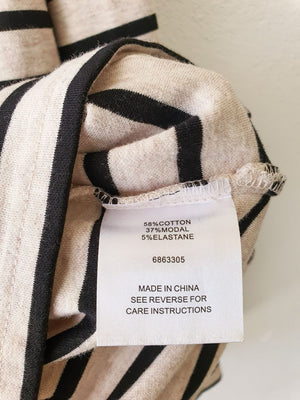 58%COTTON
37%MODAL
5%ELASTANE
6863305
MADE IN CHINA
SEE REVERSE FOR
CARE INSTRUCTIONS